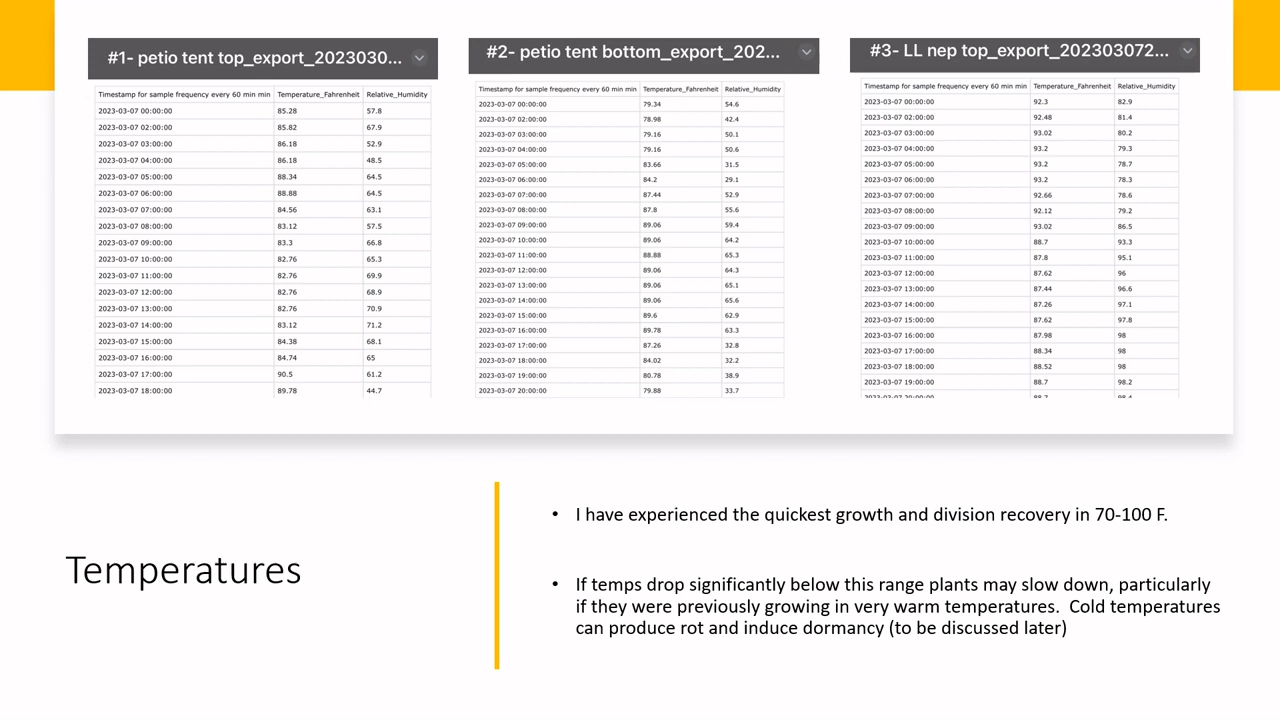 #1- petio tent top_export_2023030...
Timestamp for sample frequency every 60 min min Temperature_Fahrenheit Relative_Humidity
2023-03-07 00:00:00 85.28 57.8
2023-03-07 02:00:00 85.82 67.9
2023-03-07 03:00:00 86.18 52.9
2023-03-07 04:00:00 86.18 48.5
2023-03-07 05:00:00 88.34 64.5
2023-03-07 06:00:00 88.88 64.5
2023-03-07 07:00:00 84.56 63.1
2023-03-07 08:00:00 83.12 57.5
2023-03-07 09:00:00 83.3 66.8
2023-03-07 10:00:00 82.76 65.3
2023-03-07 11:00:00 82.76 69.9
2023-03-07 12:00:00 82.76 68.9
2023-03-07 13:00:00 82.76 70.9
2023-03-07 14:00:00 83.12 71.2
2023-03-07 15:00:00 84.38 68.1
2023-03-07 16:00:00 84.74 65
2023-03-07 17:00:00 90.5 61.2
2023-03-07 18:00:00 89.78 44.7
#2- petio tent bottom_export_202...
Timestamp for sample frequency every 60 min min Temperature_Fahrenheit Relative_Humidity
2023-03-07 00:00:00 79.34 54.6
2023-03-07 02:00:00 78.98 42.4
2023-03-07 03:00:00 79.16 50.1
2023-03-07 04:00:00 79.16 50.6
2023-03-07 05:00:00 83.66 31.5
2023-03-07 06:00:00 84.2 29.1
2023-03-07 07:00:00 87.44 52.9
2023-03-07 08:00:00 87.8 55.6
2023-03-07 09:00:00 89.06 59.4
2023-03-07 10:00:00 89.06 64.2
2023-03-07 11:00:00 88.88 65.3
2023-03-07 12:00:00 89.06 64.3
2023-03-07 13:00:00 89.06 65.1
2023-03-07 14:00:00 89.06 65.6
2023-03-07 15:00:00 89.6 62.9
2023-03-07 16:00:00 89.78 63.3
2023-03-07 17:00:00 87.26 32.8
2023-03-07 18:00:00 84.02 32.2
2023-03-07 19:00:00 80.78 38.9
2023-03-07 20:00:00 79.88 33.7
#3- LL nep top_export_202303072...
Timestamp for sample frequency every 60 min min Temperature_Fahrenheit Relative_Humidity
2023-03-07 00:00:00 92.3 82.9
2023-03-07 02:00:00 92.48 81.4
2023-03-07 03:00:00 93.02 80.2
2023-03-07 04:00:00 93.2 79.3
2023-03-07 05:00:00 93.2 78.7
2023-03-07 06:00:00 93.2 78.3
2023-03-07 07:00:00 92.66 78.6
2023-03-07 08:00:00 92.12 79.2
2023-03-07 09:00:00 93.02 86.5
2023-03-07 10:00:00 88.7 93.3
2023-03-07 11:00:00 87.8 95.1
2023-03-07 12:00:00 87.62 96
2023-03-07 13:00:00 87.44 96.6
2023-03-07 14:00:00 87.26 97.1
2023-03-07 15:00:00 87.62 97.8
2023-03-07 16:00:00 87.98 98
2023-03-07 17:00:00 88.34 98
2023-03-07 18:00:00 88.52 98
2023-03-07 19:00:00 88.7 98.2
Temperatures
• I have experienced the quickest growth and division recovery in 70-100 F.
• If temps drop significantly below this range plants may slow down, particularly
if they were previously growing in very warm temperatures. Cold temperatures
can produce rot and induce dormancy (to be discussed later)